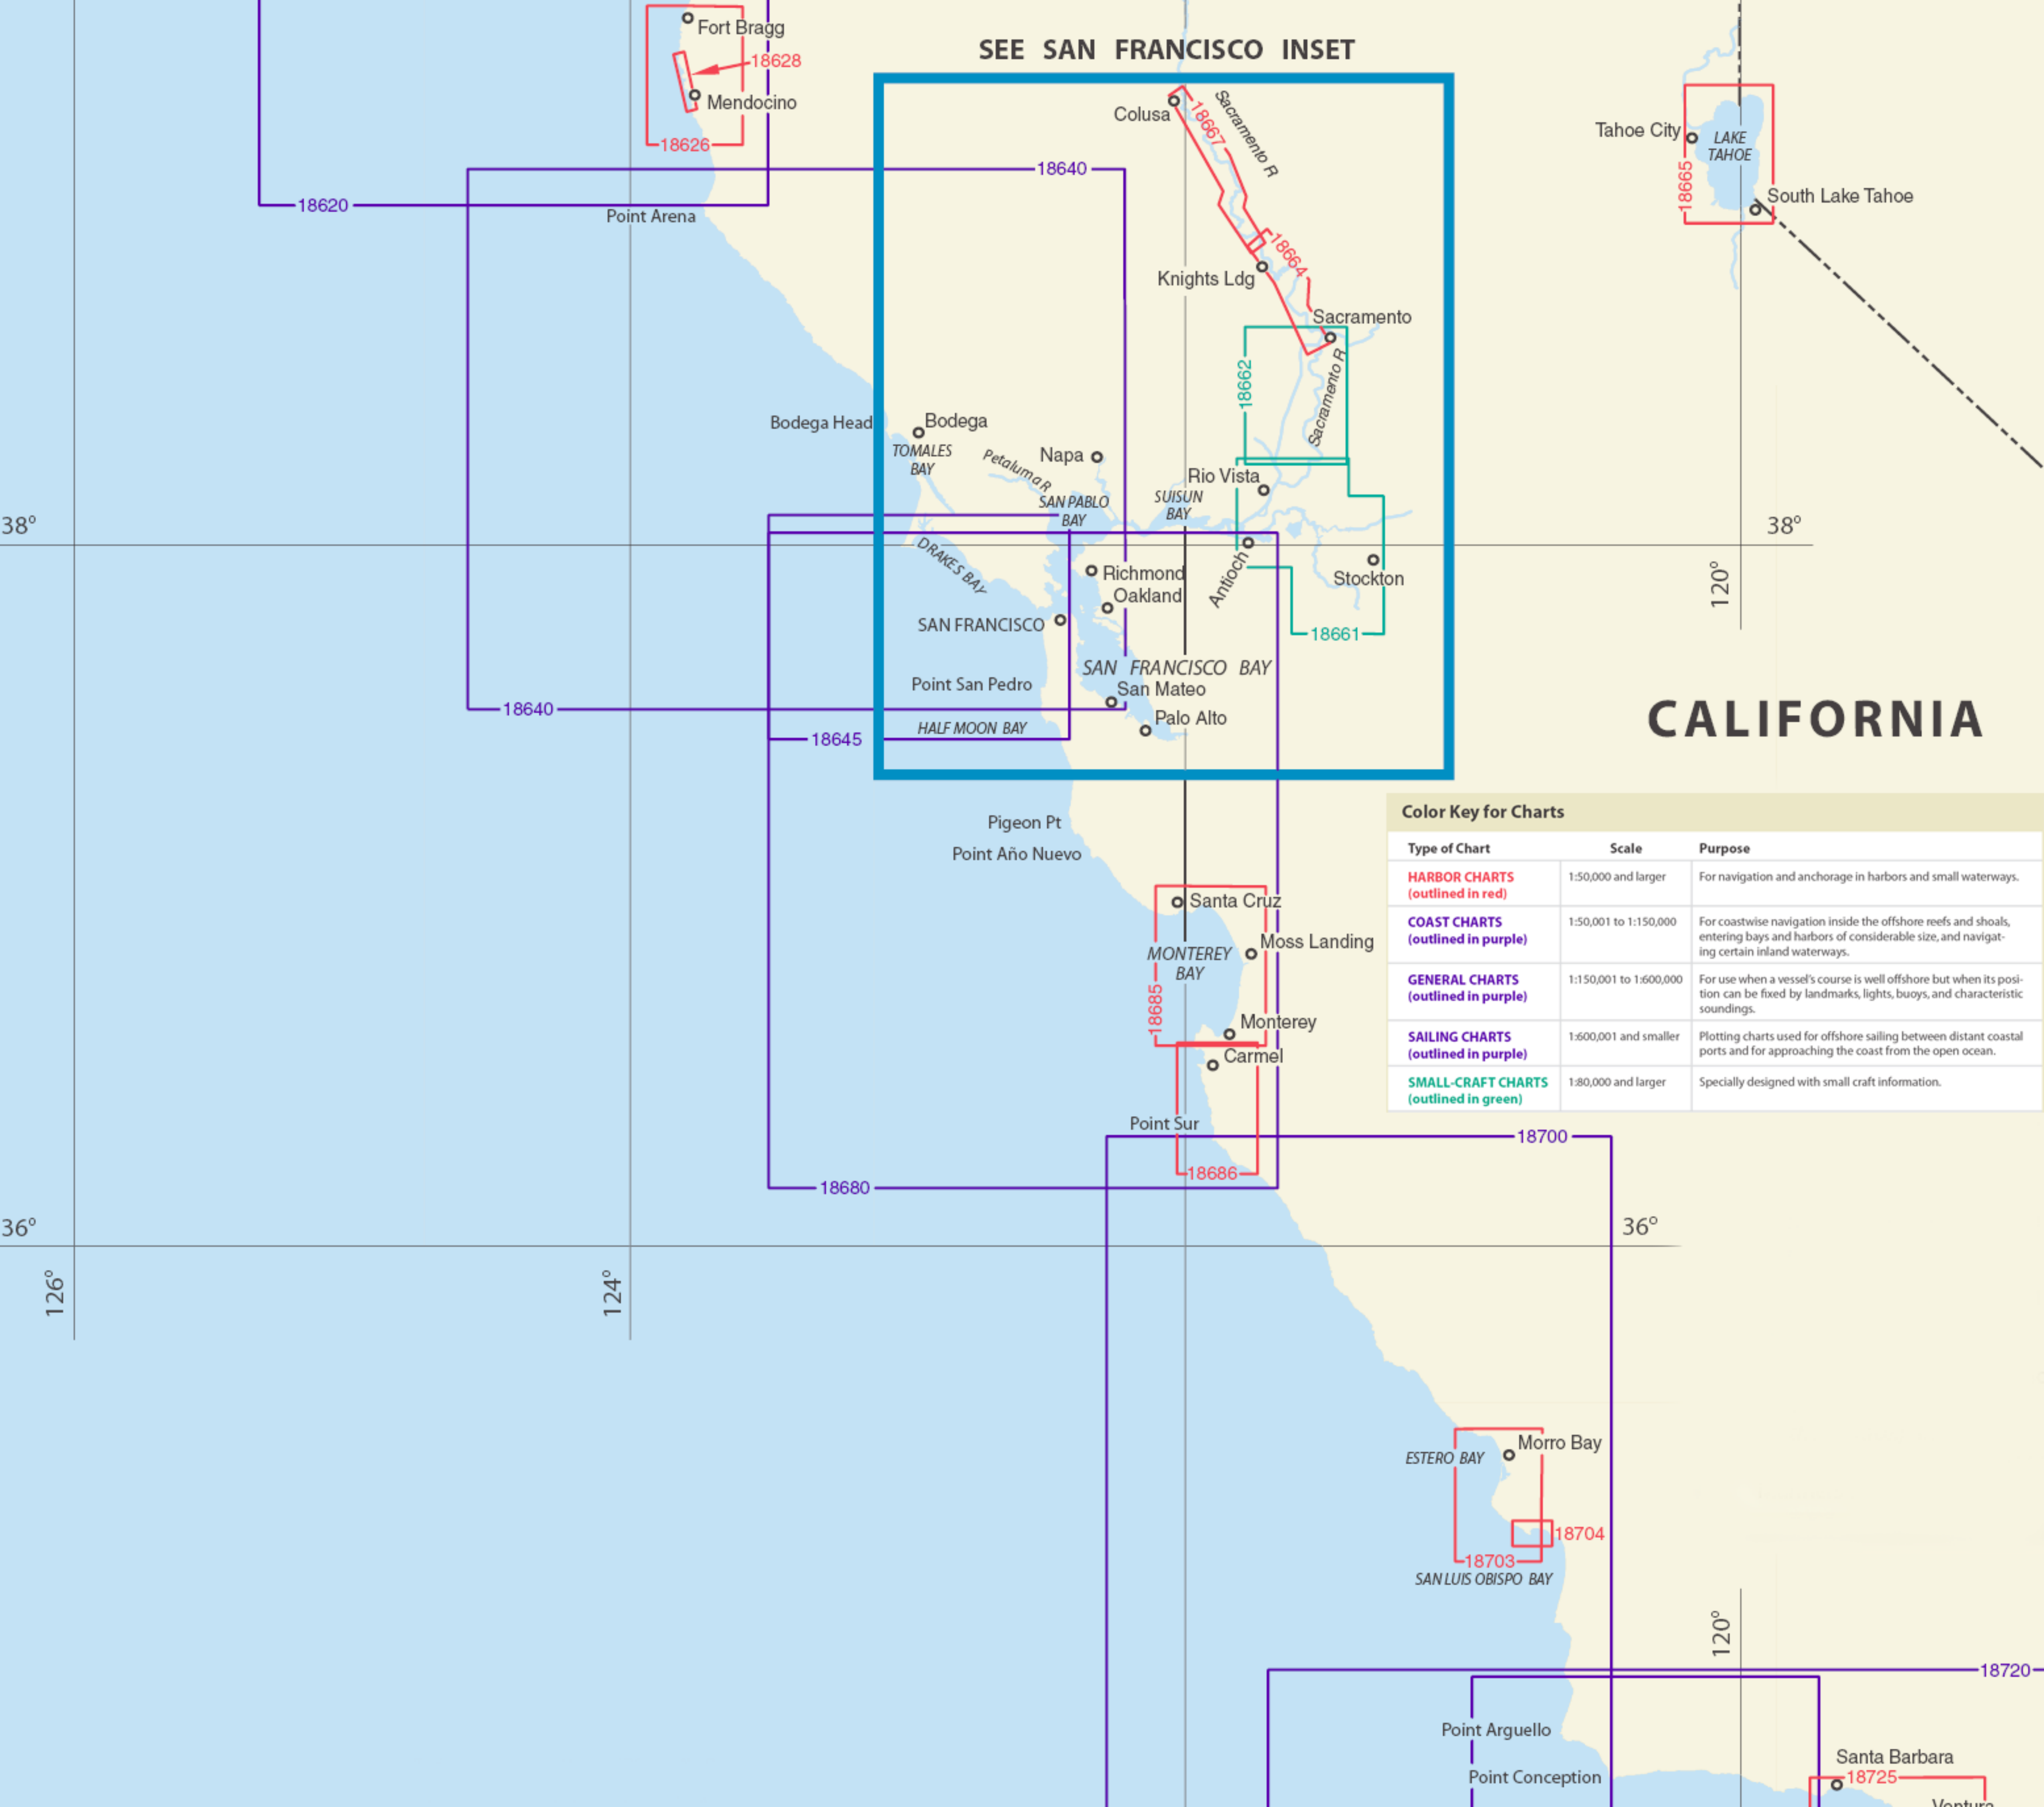 Fort Bragg
18628
Mendocino
18626
SEE SAN FRANCISCO INSET
Colusa
18667
Sacramento R
Tahoe City
LAKE
TAHOE
18665
South Lake Tahoe
18620
Point Arena
18640
18664
Knights Ldg
Sacramento
18662
Sacramento R
Bodega Head
Bodega
TOMALES
BAY
Petaluma R
Napa
SAN PABLO
BAY
SUISUN
BAY
Rio Vista
38°
38°
120°
DRAKES BAY
Richmond
Oakland
Antioch
Stockton
SAN FRANCISCO
18661
SAN FRANCISCO BAY
Point San Pedro
San Mateo
18640
Palo Alto
HALF MOON BAY
18645
CALIFORNIA
Pigeon Pt
Point Año Nuevo
Color Key for Charts
Type of Chart Scale Purpose
HARBOR CHARTS 1:50,000 and larger For navigation and anchorage in harbors and small waterways.
(outlined in red)
COAST CHARTS 1:50,001 to 1:150,000 For coastwise navigation inside the offshore reefs and shoals,
(outlined in purple) entering bays and harbors of considerable size, and navigat-
ing certain inland waterways.
GENERAL CHARTS 1:150,001 to 1:600,000 For use when a vessel's course is well offshore but when its posi-
(outlined in purple) tion can be fixed by landmarks, lights, buoys, and characteristic
soundings.
SAILING CHARTS 1:600,001 and smaller Plotting charts used for offshore sailing between distant coastal
(outlined in purple) ports and for approaching the coast from the open ocean.
SMALL-CRAFT CHARTS 1:80,000 and larger Specially designed with small craft information.
(outlined in green)
Santa Cruz
Moss Landing
MONTEREY
BAY
18685
Monterey
Carmel
Point Sur
18700
18686
18680
36°
36°
126°
124°
Morro Bay
ESTERO BAY
18704
18703
SAN LUIS OBISPO BAY
120°
18720
Point Arguello
Santa Barbara
Point Conception
18725
Ventura